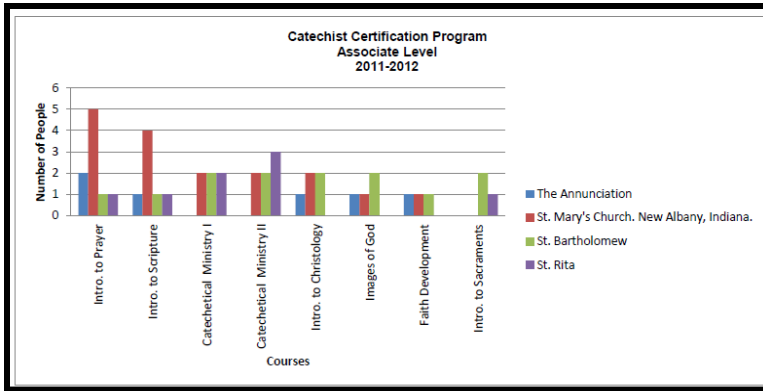 Catechist Certification Program
Associate Level
2011-2012
Number of People
6
5
4
3
2
1
0
Intro. to Prayer
Intro. to Scripture
Catechetical Ministry I
Catechetical Ministry II
Intro. to Christology
Images of God
Faith Development
Intro. to Sacraments
Courses
The Annunciation
St. Mary's Church. New Albany, Indiana.
St. Bartholomew
St. Rita